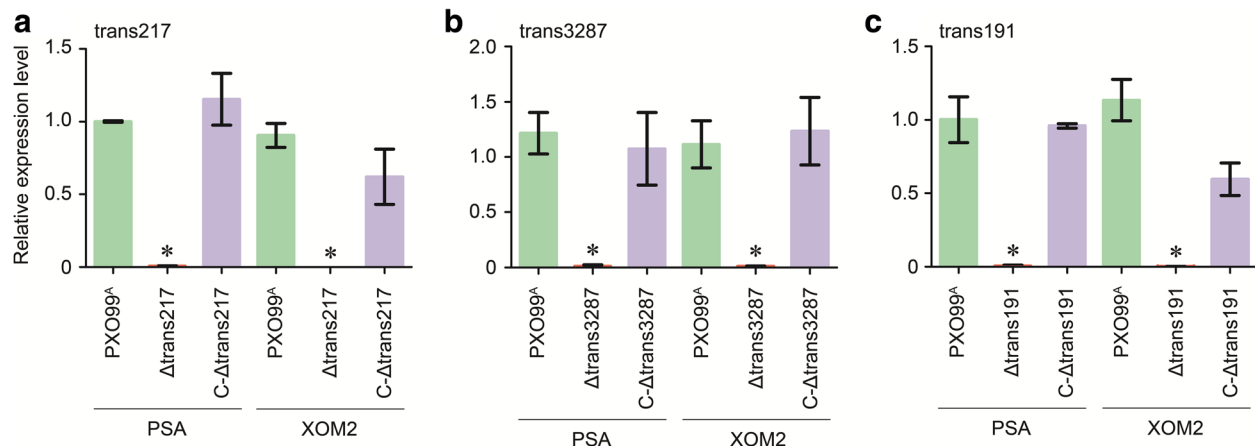 a
trans217
Relative expression level
1.5
1.0
0.5
0
*
*
PXO99ᴬ
Δtrans217
C-Δtrans217
PXO99ᴬ
Δtrans217
C-Δtrans217
PSA
XOM2
b
trans3287
2.0
1.5
1.0
0.5
0
*
*
PXO99ᴬ
Δtrans3287
C-Δtrans3287
PXO99ᴬ
Δtrans3287
C-Δtrans3287
PSA
XOM2
c
trans191
1.5
1.0
0.5
0
*
*
PXO99ᴬ
Δtrans191
C-Δtrans191
PXO99ᴬ
Δtrans191
C-Δtrans191
PSA
XOM2